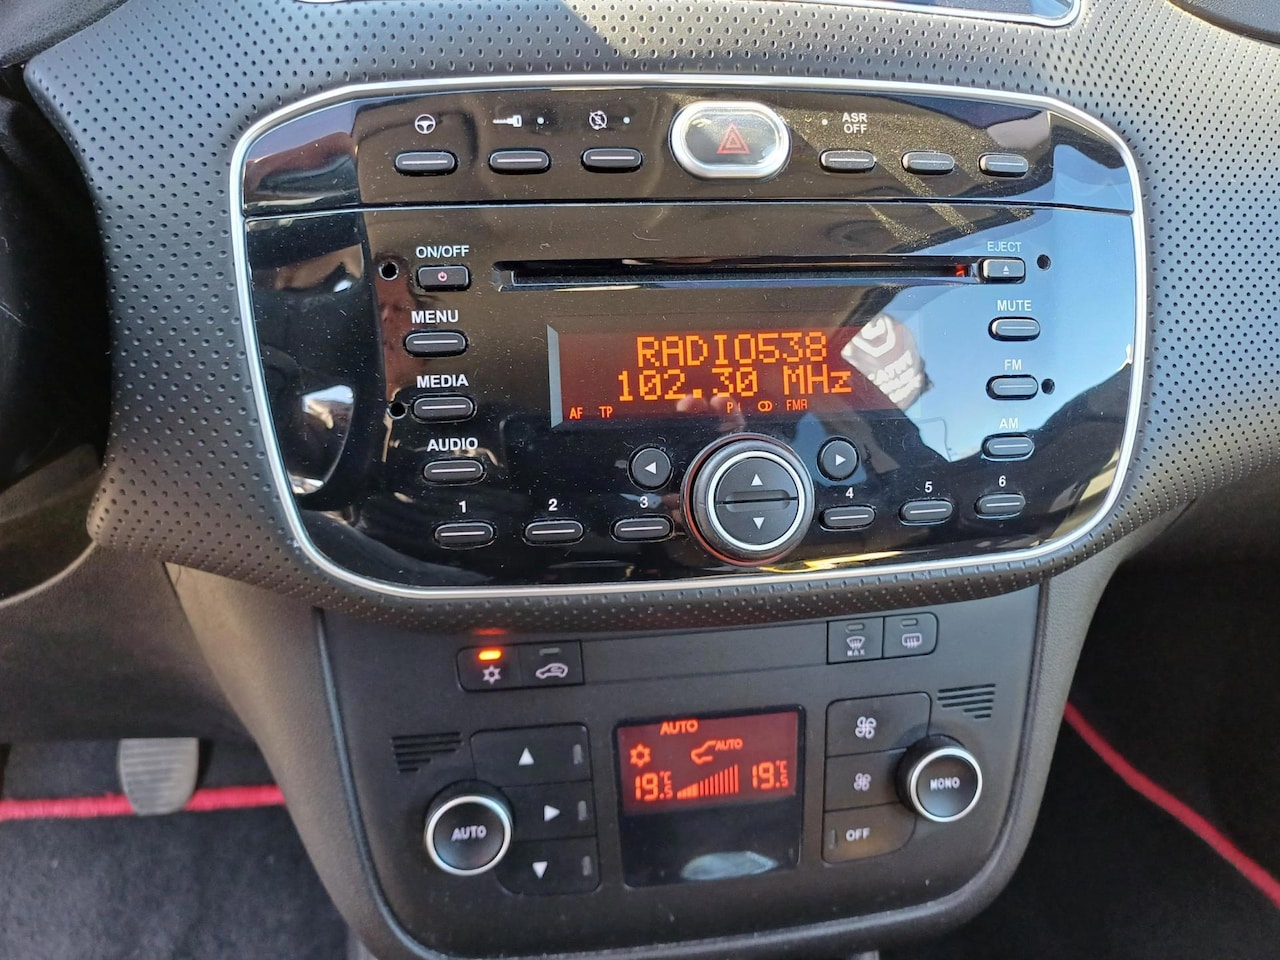 ASR
OFF
ON/OFF
EJECT
MENU
MUTE
RADIO538
102.30 MHz
AF TP
MEDIA
FM
AUDIO
AM
1 2 3 4 5 6
MAX
AUTO
AUTO
19.5°C 19.5°C
AUTO
MONO
OFF